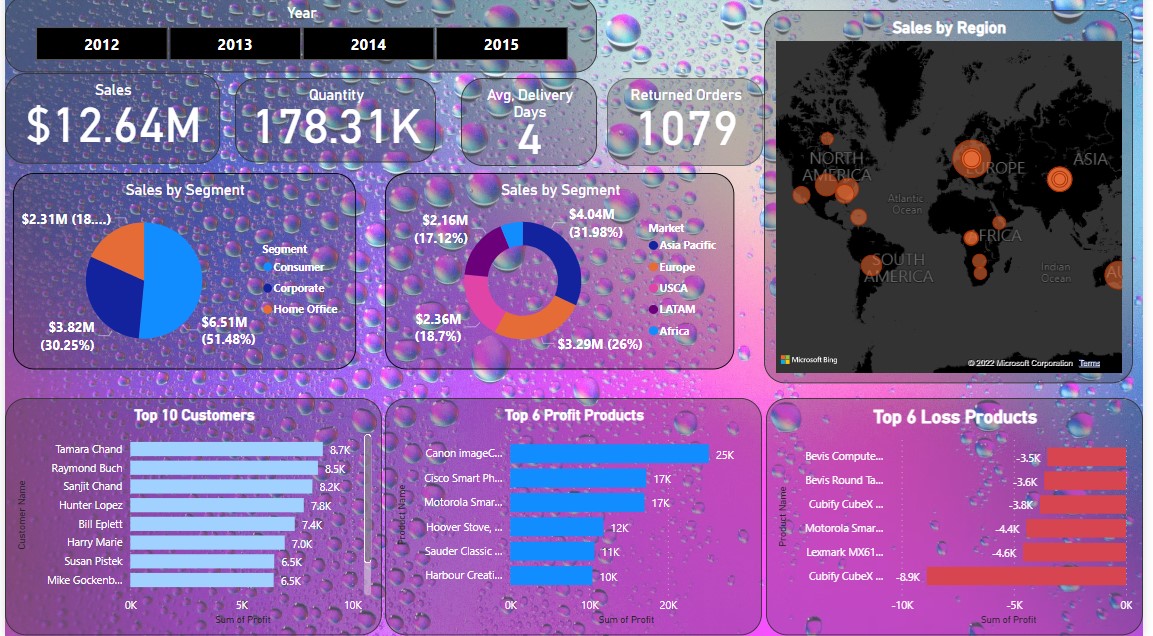 Year
2012
2013
2014
2015
Sales
$12.64M
Quantity
178.31K
Avg, Delivery
Days
4
Returned Orders
1079
Sales by Region
NORTH
AMERICA
EUROPE
ASIA
Atlantic
Ocean
AFRICA
SOUTH
AMERICA
Indian
Ocean
AU
Microsoft Bing
© 2022 Microsoft Corporation
Terms
Sales by Segment
$2.31M (18....)
$3.82M
(30.25%)
$6.51M
(51.48%)
Segment
Consumer
Corporate
Home Office
Sales by Segment
$2.16M
(17.12%)
$4.04M
(31.98%)
$2.36M
(18.7%)
$3.29M (26%)
Market
Asia Pacific
Europe
USCA
LATAM
Africa
Top 10 Customers
Customer Name
Tamara Chand 8.7K
Raymond Buch 8.5K
Sanjit Chand 8.2K
Hunter Lopez 7.8K
Bill Eplett 7.4K
Harry Marie 7.0K
Susan Pistek 6.5K
Mike Gockenb... 6.5K
0K 5K 10K
Sum of Profit
Top 6 Profit Products
Product Name
Canon imageC... 25K
Cisco Smart Ph... 17K
Motorola Smar... 17K
Hoover Stove, ... 12K
Sauder Classic ... 11K
Harbour Creati... 10K
0K 10K 20K
Sum of Profit
Top 6 Loss Products
Product Name
Bevis Compute... -3.5K
Bevis Round Ta... -3.6K
Cubify CubeX ... -3.8K
Motorola Smar... -4.4K
Lexmark MX61... -4.6K
Cubify CubeX ... -8.9K
-10K -5K 0K
Sum of Profit